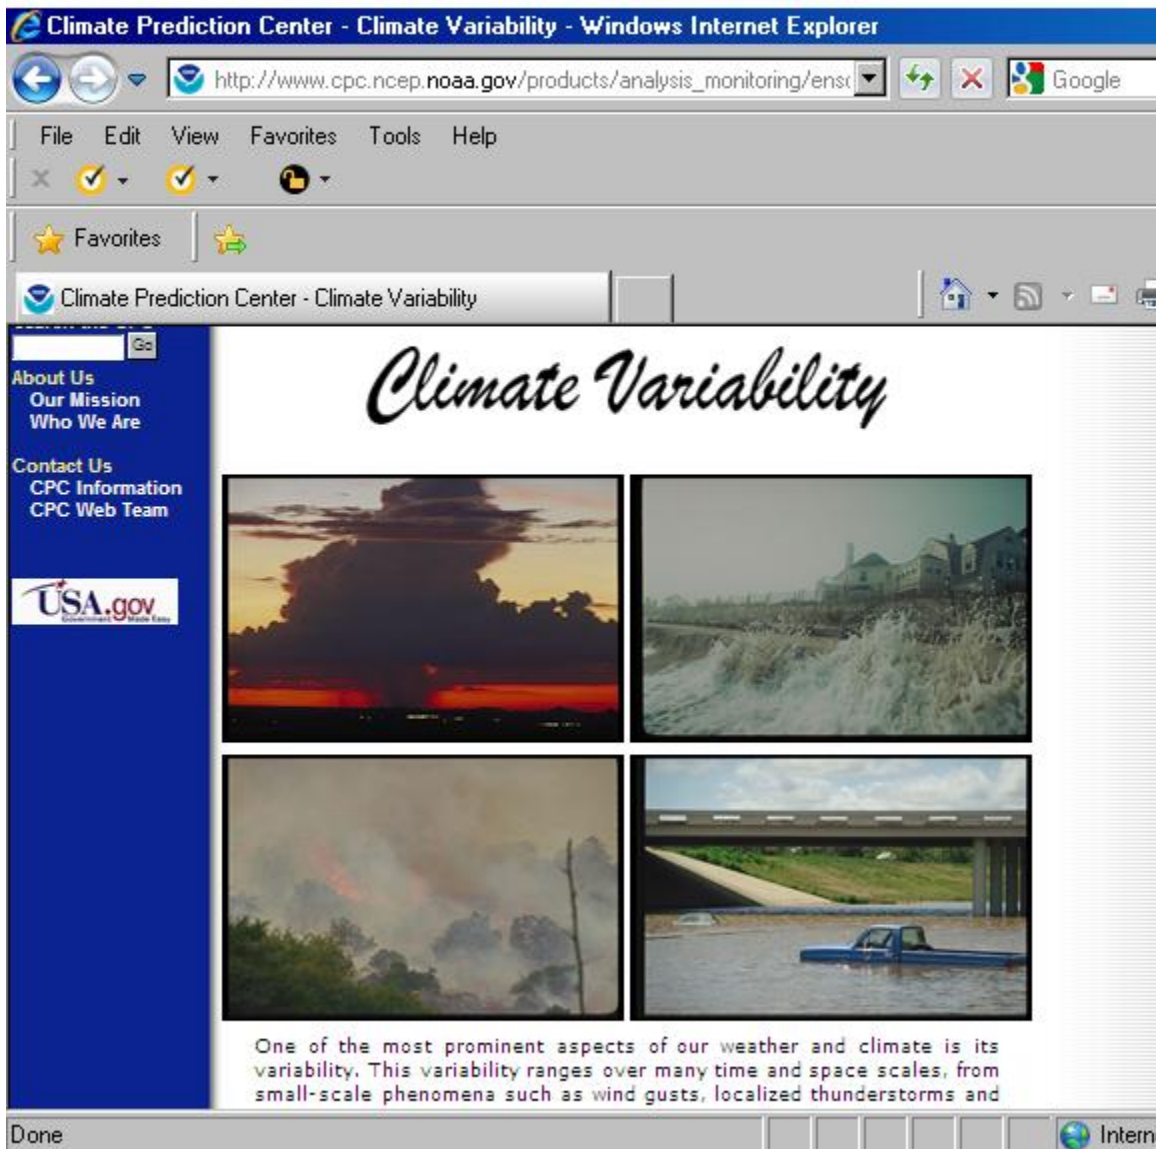 Climate Prediction Center - Climate Variability - Windows Internet Explorer
http://www.cpc.ncep.noaa.gov/products/analysis_monitoring/ens
Google
File Edit View Favorites Tools Help
Favorites
Climate Prediction Center - Climate Variability
Go
About Us
Our Mission
Who We Are
Contact Us
CPC Information
CPC Web Team
USA.gov
Government Made Easy
Climate Variability
One of the most prominent aspects of our weather and climate is its
variability. This variability ranges over many time and space scales, from
small-scale phenomena such as wind gusts, localized thunderstorms and
Done
Intern